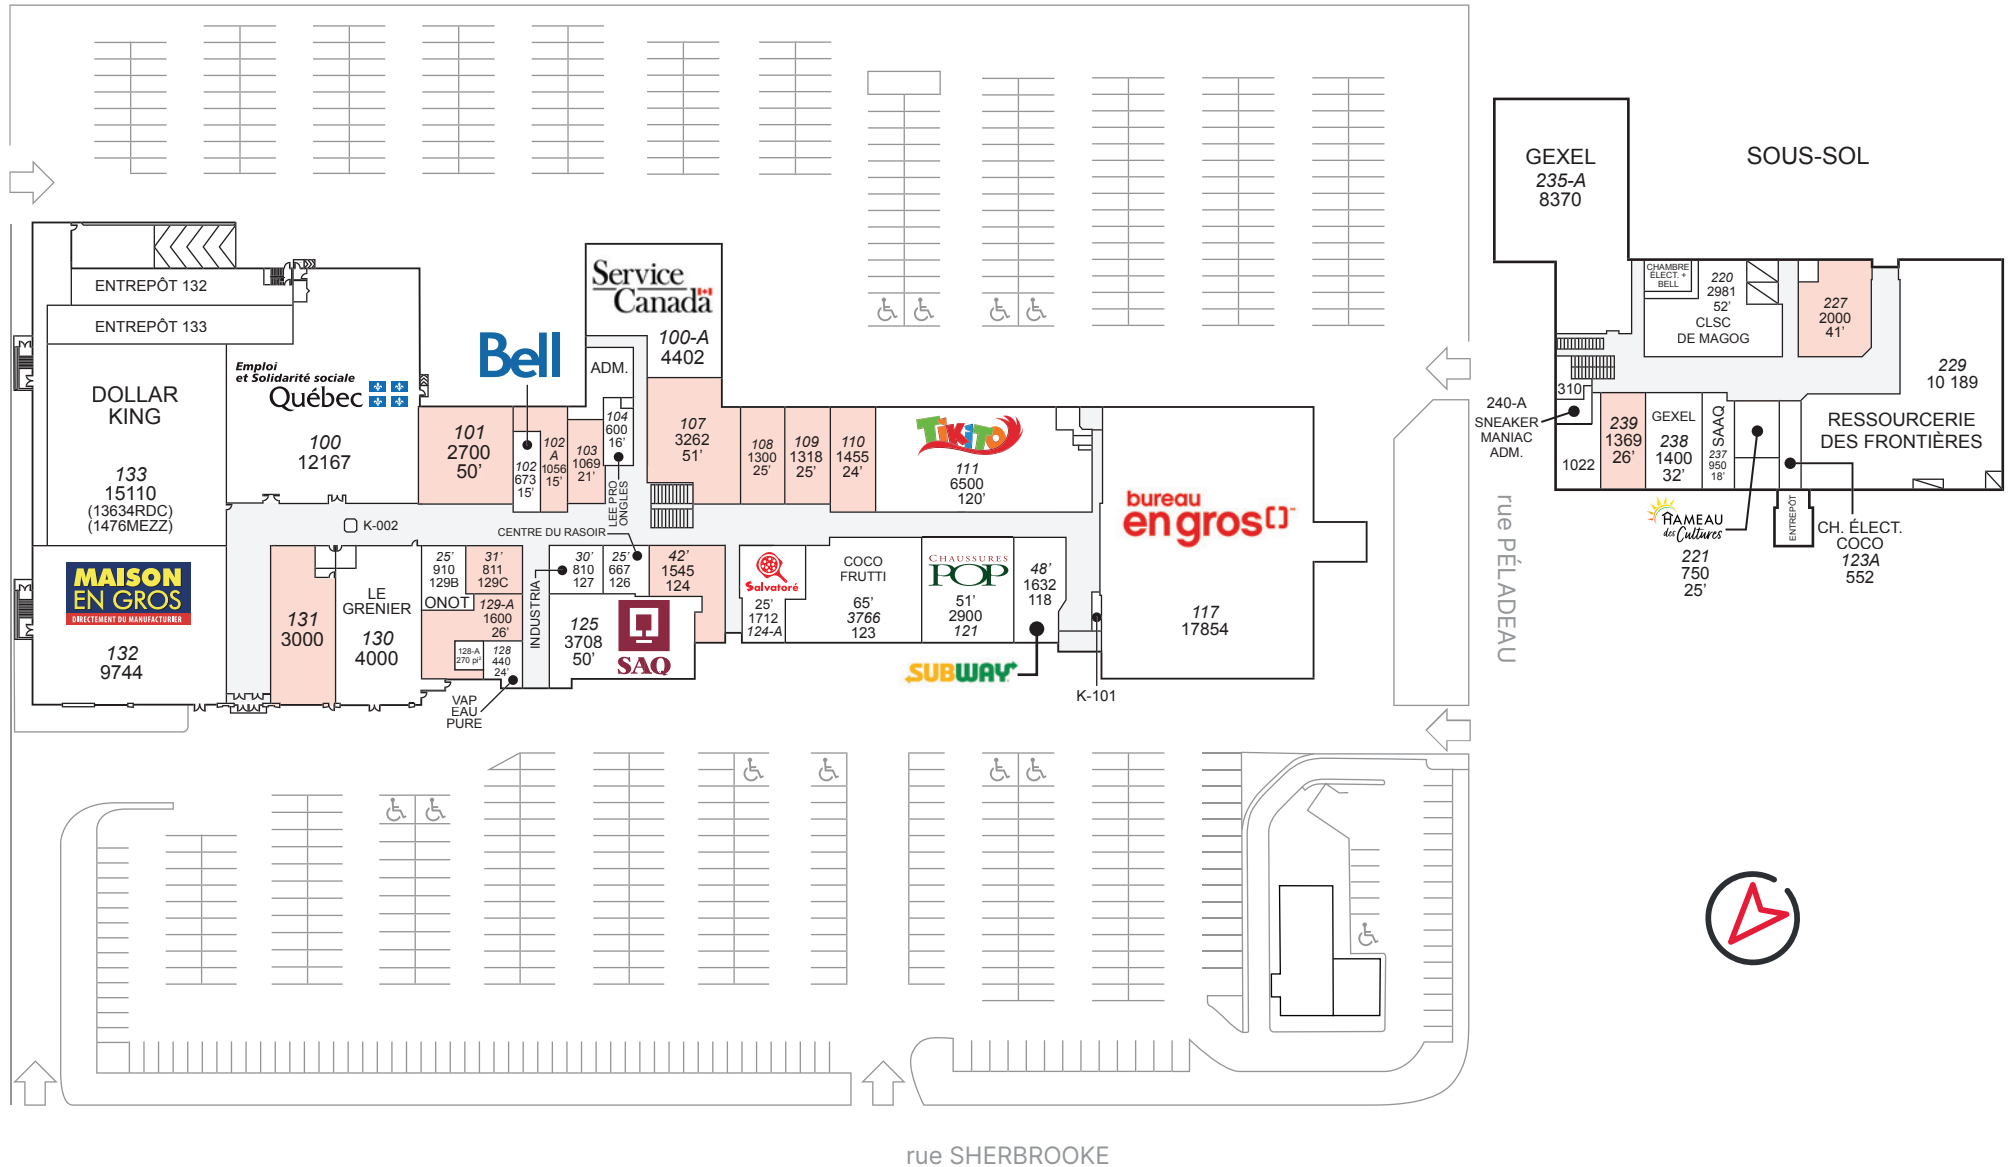 SOUS-SOL
GEXEL
235-A
8370
ENTREPÔT 132
ENTREPÔT 133
DOLLAR
KING
133
15110
(13634RDC)
(1476MEZZ)
Emploi
et Solidarité sociale
Québec
100
12167
Bell
Service
Canada
100-A
4402
ADM.
101
2700
50'
102
673
15'
102
A
1056
15'
103
1069
21'
104
600
16'
LEE PRO
ONGLES
107
3262
51'
108
1300
25'
109
1318
25'
110
1455
24'
TIKITO
111
6500
120'
bureau
en gros
117
17854
K-002
CENTRE DU RASOIR
MAISON
EN GROS
DIRECTEMENT DU MANUFACTURIER
132
9744
131
3000
LE
GRENIER
130
4000
25'
910
129B
31'
811
129C
ONOT
129-A
1600
26'
128-A
270 pi²
128
440
24'
VAP
EAU
PURE
INDUSTRIA
30'
810
127
25'
667
126
42'
1545
124
125
3708
50'
SAQ
Salvatoré
25'
1712
124-A
COCO
FRUTTI
65'
3766
123
CHAUSSURES
POP
51'
2900
121
48'
1632
118
SUBWAY
K-101
CHAMBRE
ÉLECT. +
BELL
220
2981
52'
CLSC
DE MAGOG
227
2000
41'
229
10 189
RESSOURCERIE
DES FRONTIÈRES
310
240-A
SNEAKER
MANIAC
ADM.
1022
239
1369
26'
GEXEL
238
1400
32'
SAAQ
237
950
18'
HAMEAU
des Cultures
221
750
25'
ENTREPÔT
CH. ÉLECT.
COCO
123A
552
rue PÉLADEAU
rue SHERBROOKE